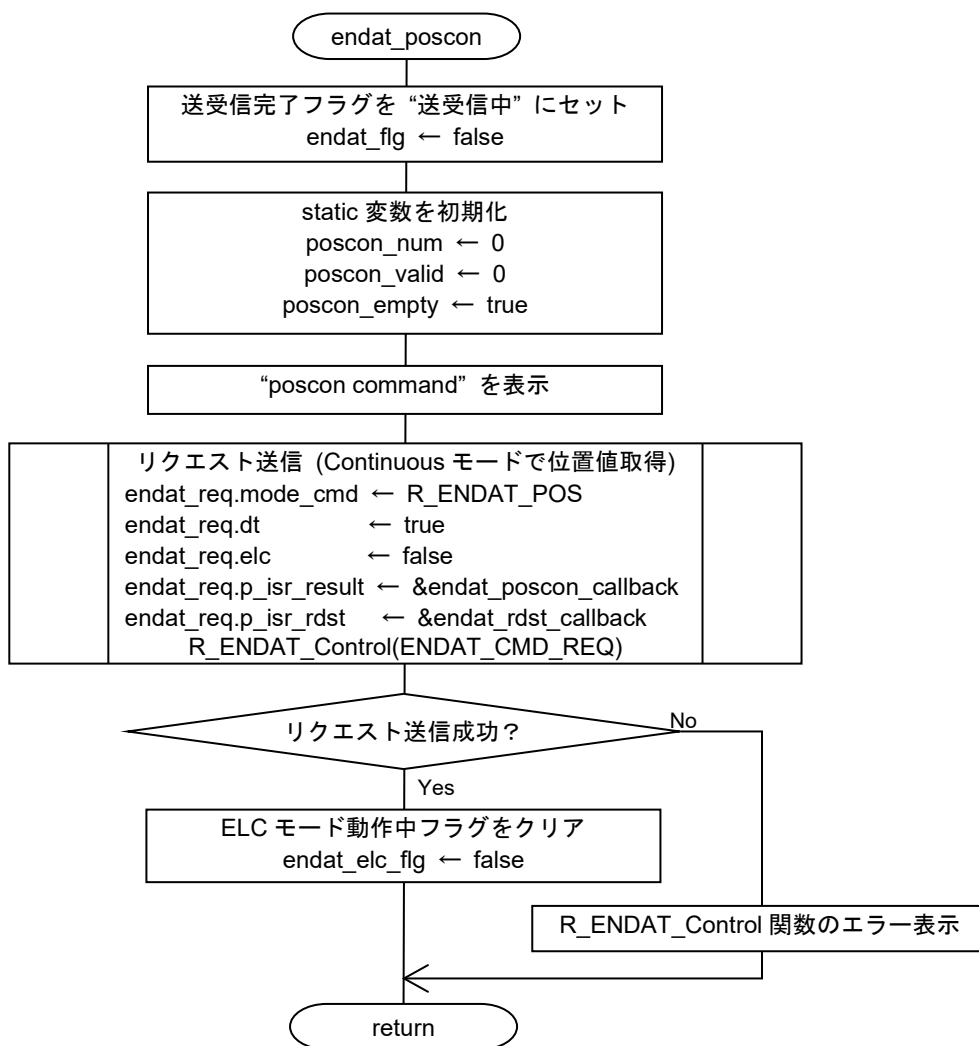 endat_poscon
送受信完了フラグを “送受信中” にセット
endat_flg ← false
static 変数を初期化
poscon_num ← 0
poscon_valid ← 0
poscon_empty ← true
“poscon command” を表示
リクエスト送信 (Continuous モードで位置値取得)
endat_req.mode_cmd ← R_ENDAT_POS
endat_req.dt ← true
endat_req.elc ← false
endat_req.p_isr_result ← &endat_poscon_callback
endat_req.p_isr_rdst ← &endat_rdst_callback
R_ENDAT_Control(ENDAT_CMD_REQ)
リクエスト送信成功？
No
Yes
ELC モード動作中フラグをクリア
endat_elc_flg ← false
R_ENDAT_Control 関数のエラー表示
return